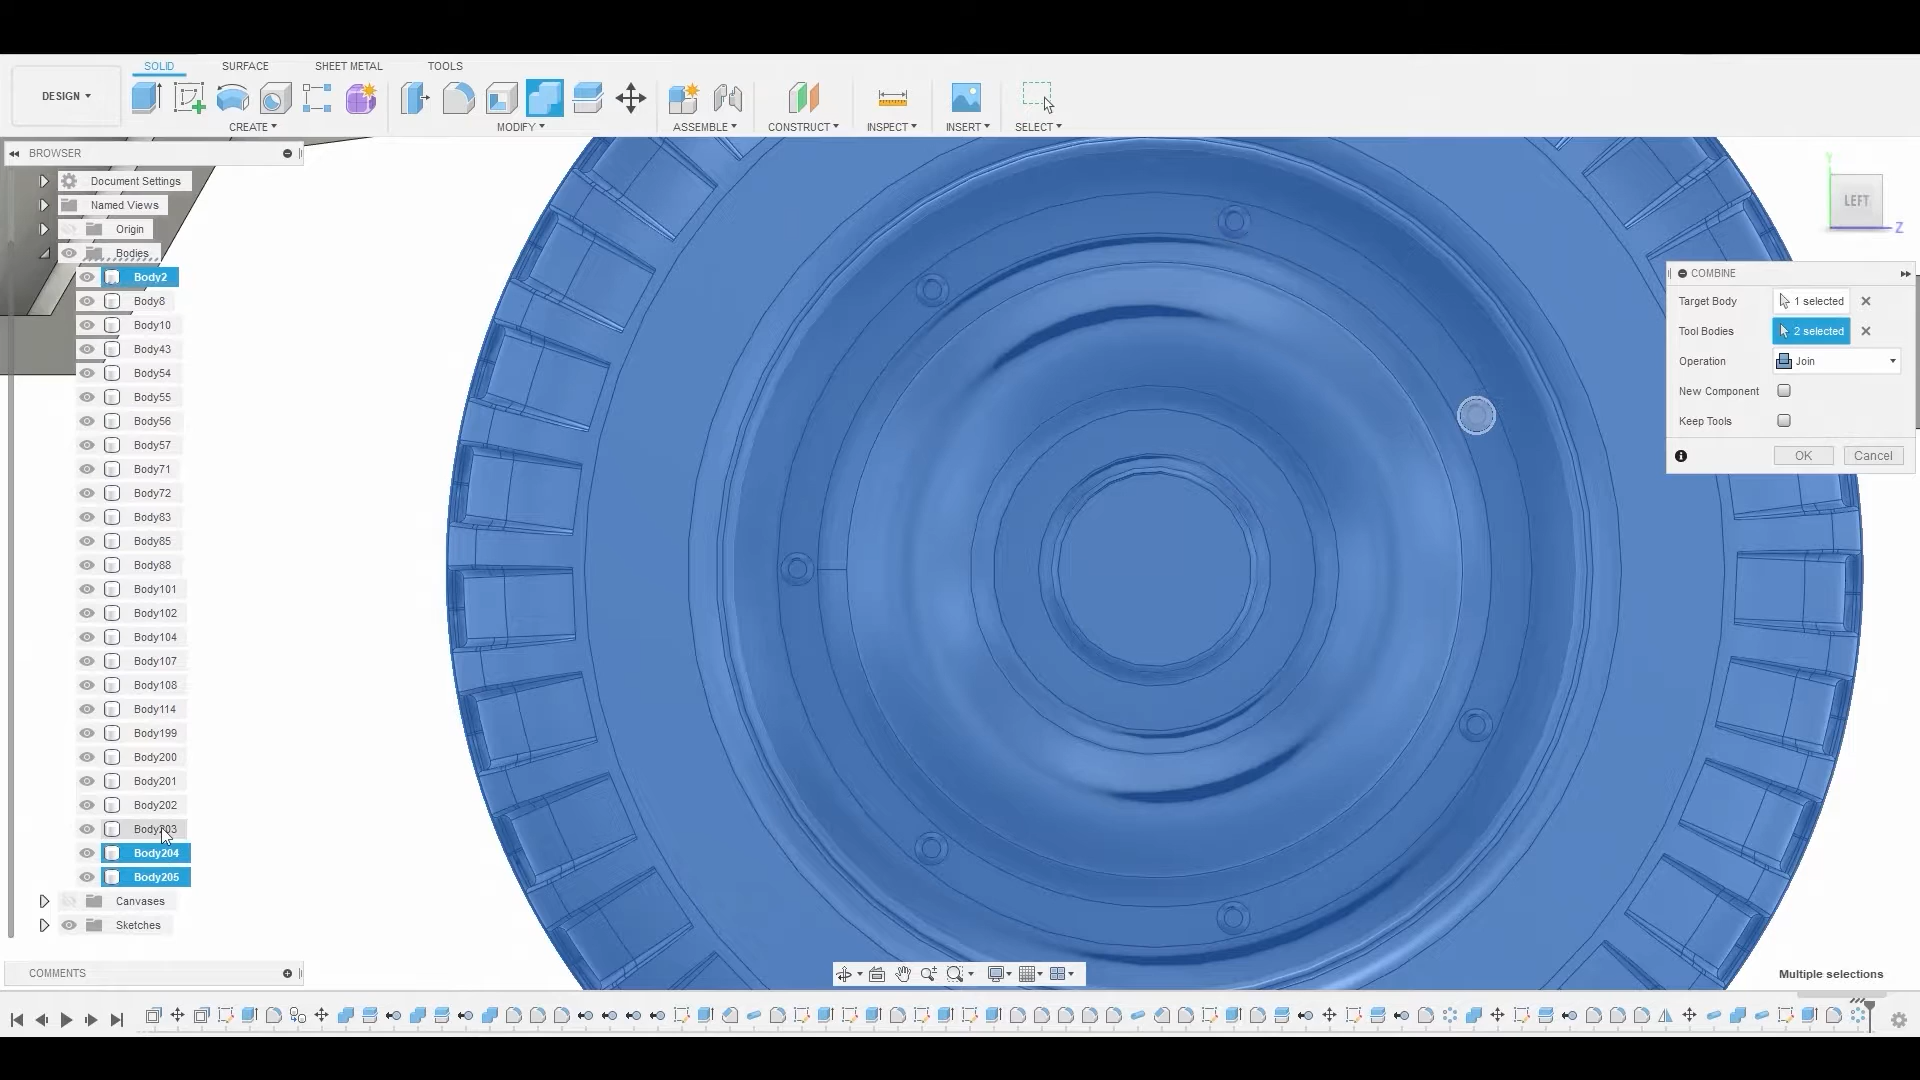 SOLID SURFACE SHEET METAL TOOLS
DESIGN
CREATE MODIFY ASSEMBLE CONSTRUCT INSPECT INSERT SELECT
BROWSER
Document Settings
Named Views
Origin
Bodies
Body2
Body8
Body10
Body43
Body54
Body55
Body56
Body57
Body71
Body72
Body83
Body85
Body88
Body101
Body102
Body104
Body107
Body108
Body114
Body199
Body200
Body201
Body202
Body203
Body204
Body205
Canvases
Sketches
COMMENTS
Y
LEFT
Z
COMBINE
Target Body 1 selected
Tool Bodies 2 selected
Operation Join
New Component
Keep Tools
OK Cancel
Multiple selections